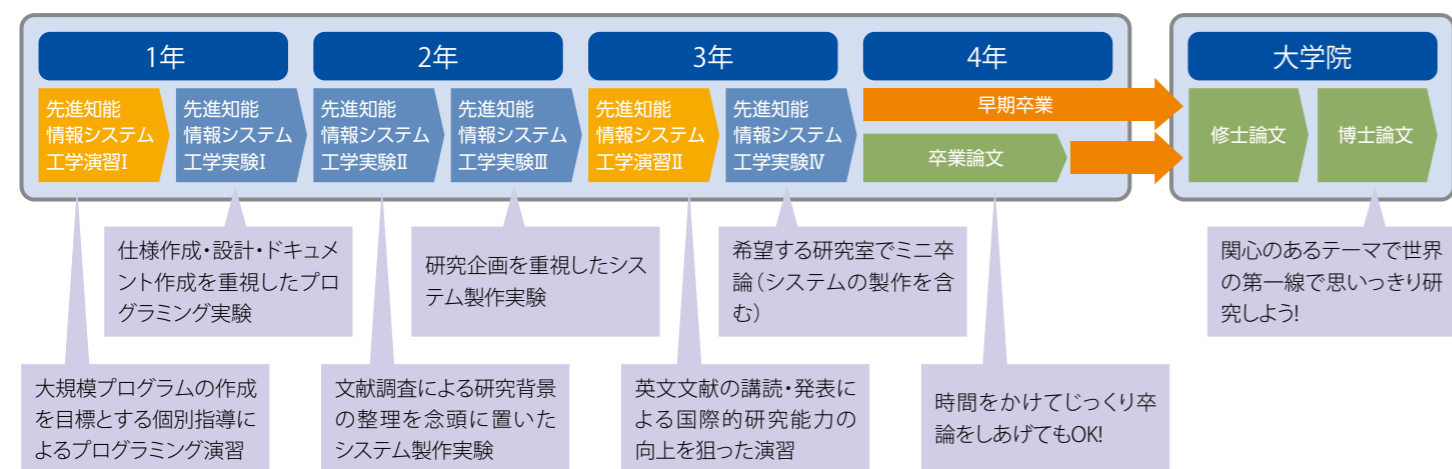 1年
2年
3年
4年
大学院
先進知能
情報システム
工学演習Ⅰ
先進知能
情報システム
工学実験Ⅰ
先進知能
情報システム
工学実験Ⅱ
先進知能
情報システム
工学実験Ⅲ
先進知能
情報システム
工学演習Ⅱ
先進知能
情報システム
工学実験Ⅳ
早期卒業
卒業論文
修士論文
博士論文
仕様作成・設計・ドキュメ
ント作成を重視したプロ
グラミング実験
研究企画を重視したシス
テム製作実験
希望する研究室でミニ卒
論（システムの製作を含
む）
関心のあるテーマで世界
の第一線で思いっきり研
究しよう!
大規模プログラムの作成
を目標とする個別指導に
よるプログラミング演習
文献調査による研究背景
の整理を念頭に置いた
システム製作実験
英文文献の講読・発表に
よる国際的研究能力の
向上を狙った演習
時間をかけてじっくり卒
論をしあげてもOK!